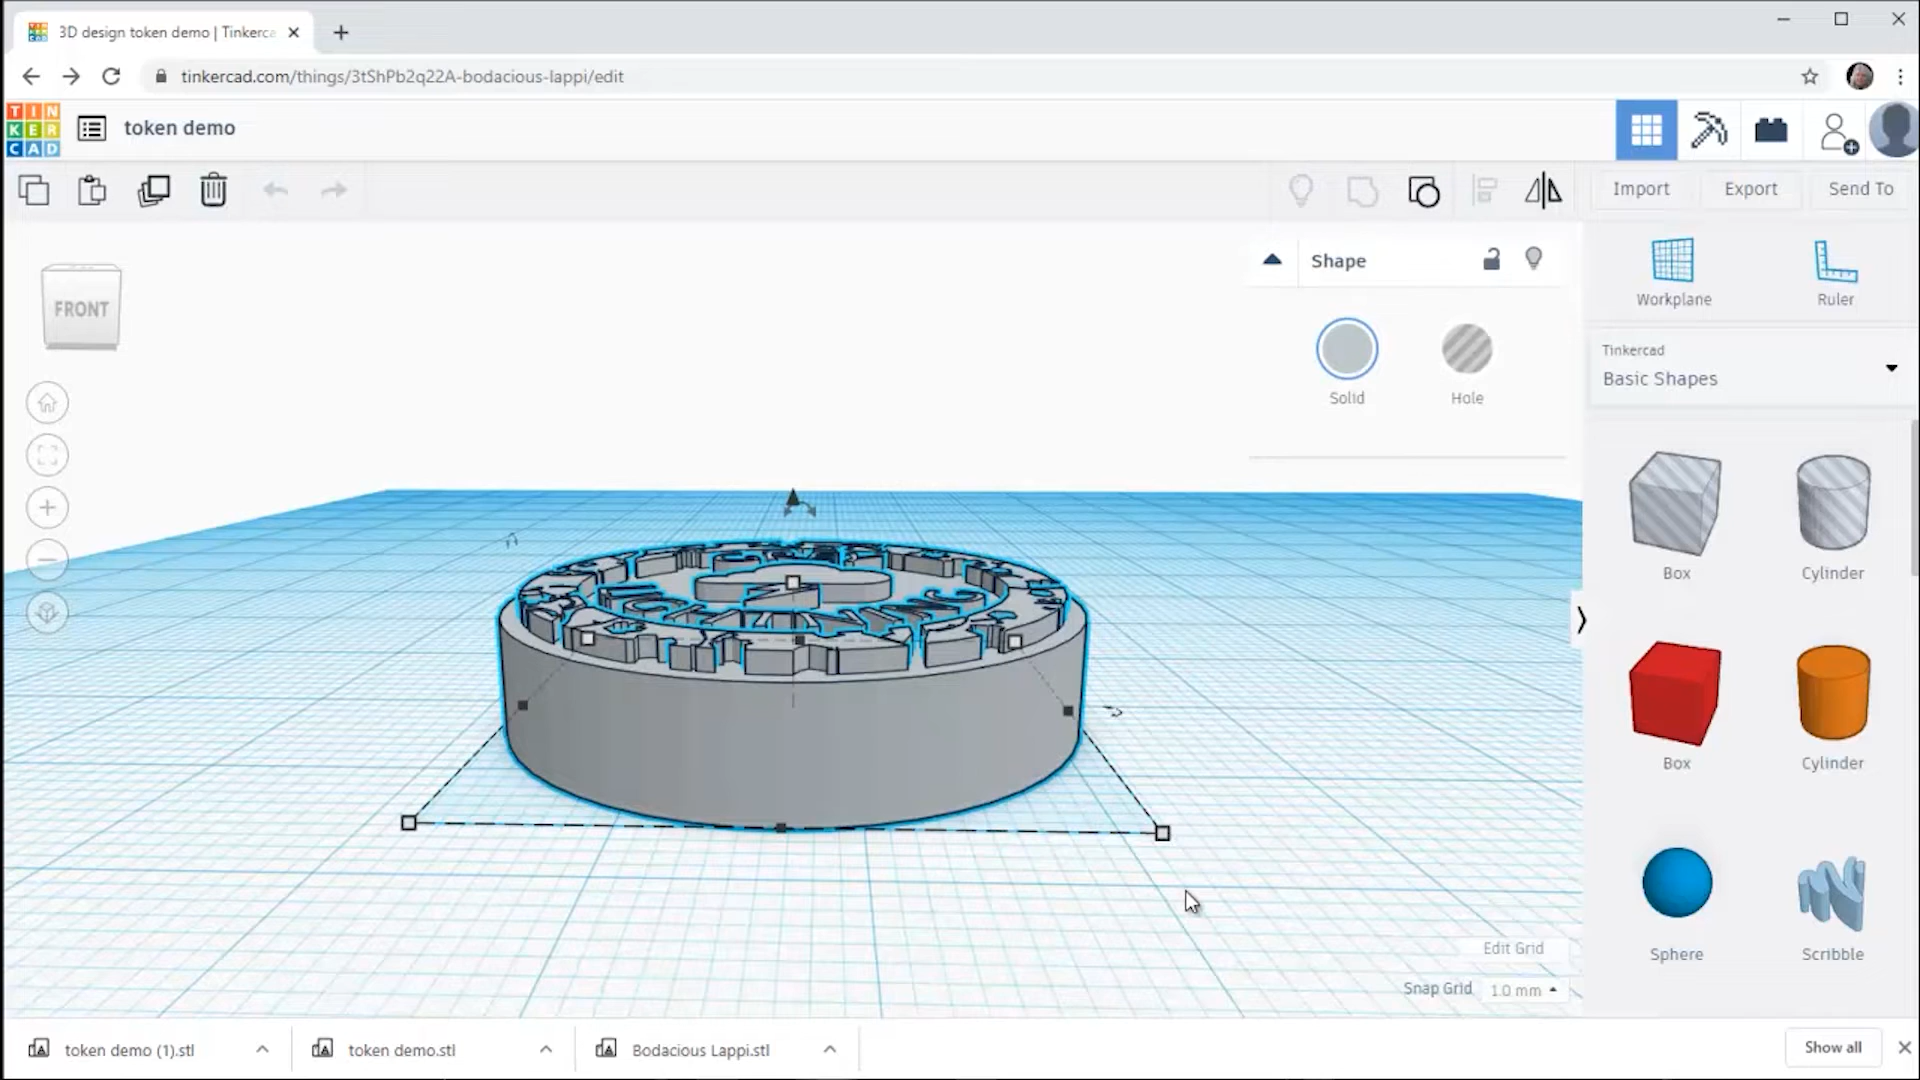 3D design token demo | Tinkerca
tinkercad.com/things/3tShPb2q22A-bodacious-lappi/edit
TIN
KER
CAD
token demo
Import
Export
Send To
FRONT
Shape
Solid
Hole
Workplane
Ruler
Tinkercad
Basic Shapes
Box
Cylinder
Box
Cylinder
Sphere
Scribble
Edit Grid
Snap Grid 1.0 mm
token demo (1).stl
token demo.stl
Bodacious Lappi.stl
Show all